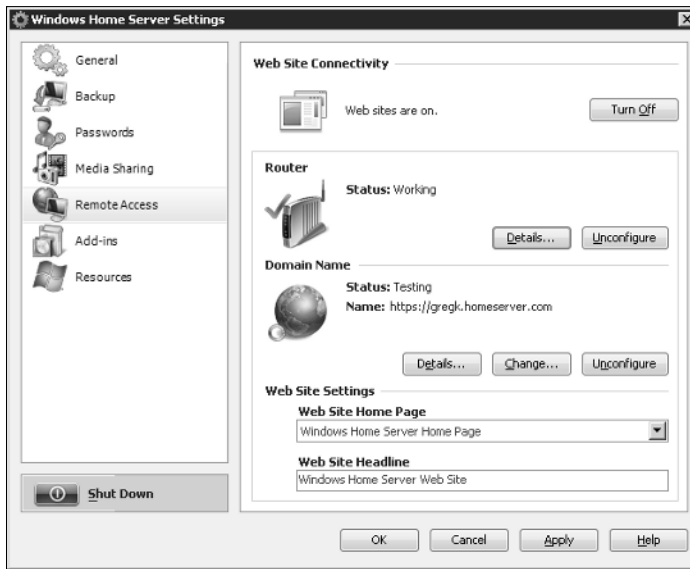 Windows Home Server Settings
General
Backup
Passwords
Media Sharing
Remote Access
Add-ins
Resources
Shut Down
Web Site Connectivity
Web sites are on.
Turn Off
Router
Status: Working
Details...
Unconfigure
Domain Name
Status: Testing
Name: https://gregk.homeserver.com
Details...
Change...
Unconfigure
Web Site Settings
Web Site Home Page
Windows Home Server Home Page
Web Site Headline
Windows Home Server Web Site
OK
Cancel
Apply
Help